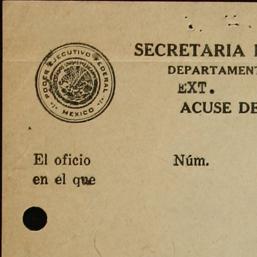 PODER EJECUTIVO FEDERAL
MEXICO
SECRETARIA
DEPARTAMENT
EXT.
ACUSE DE
El oficio Núm.
en el que